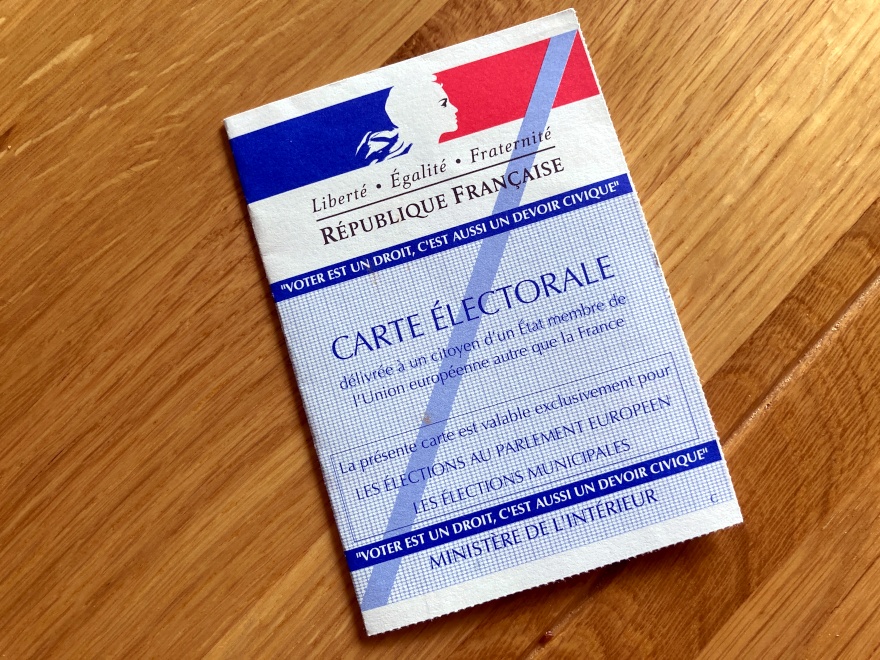 Liberté • Égalité • Fraternité
RÉPUBLIQUE FRANÇAISE
"VOTER EST UN DROIT, C'EST AUSSI UN DEVOIR CIVIQUE"
CARTE ÉLECTORALE
délivrée à un citoyen d'un État membre de
l'Union européenne autre que la France
La présente carte est valable exclusivement pour
LES ÉLECTIONS AU PARLEMENT EUROPEEN
LES ÉLECTIONS MUNICIPALES
"VOTER EST UN DROIT, C'EST AUSSI UN DEVOIR CIVIQUE"
MINISTÈRE DE L'INTÉRIEUR
C